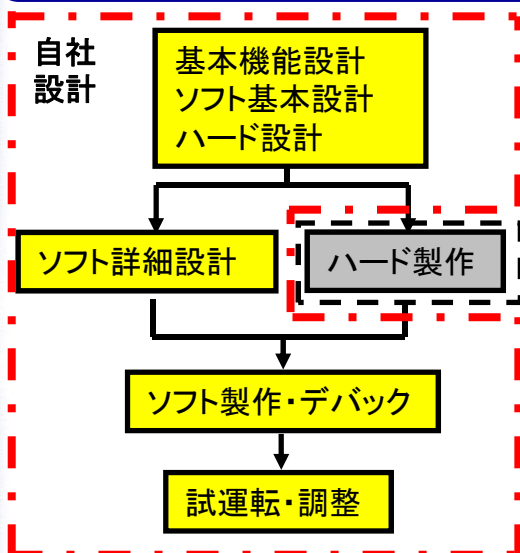 自社
設計
基本機能設計
ソフト基本設計
ハード設計
ソフト詳細設計
ハード製作
ソフト製作・デバック
試運転・調整